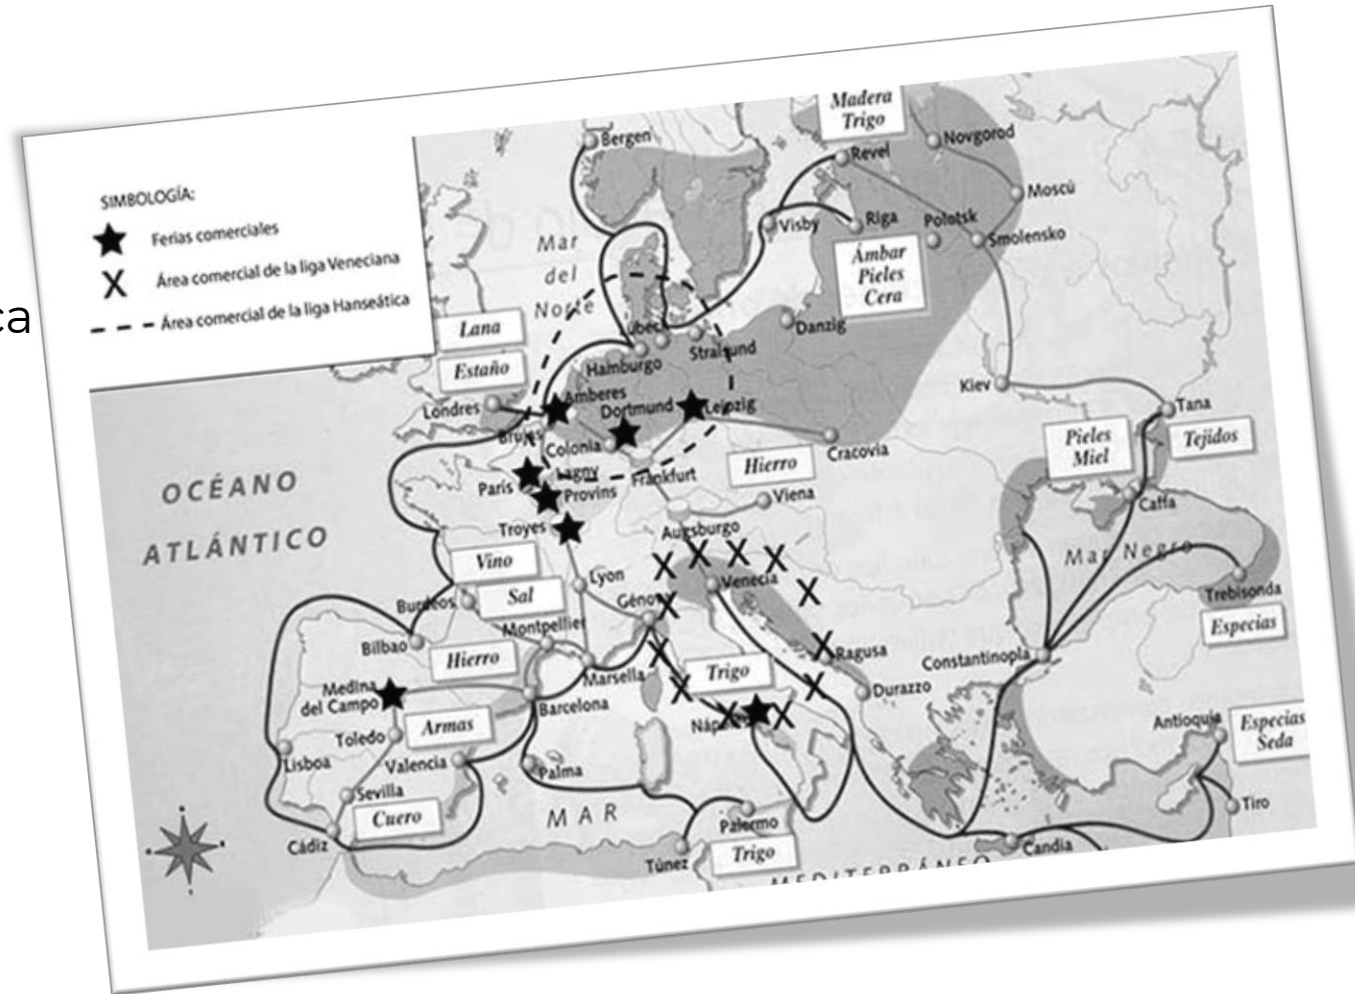 ca
SIMBOLOGÍA:
Ferias comerciales
Área comercial de la liga Veneciana
Área comercial de la liga Hanseática
Bergen
Madera
Trigo
Novgorod
Revel
Moscú
Visby
Riga
Polotsk
Smolensko
Mar
del
Norte
Ámbar
Pieles
Cera
Lana
Estaño
Lübeck
Stralsund
Danzig
Hamburgo
Londres
Amberes
Dortmund
Leipzig
Kiev
Tana
Brujas
Colonia
Cracovia
Pieles
Miel
Tejidos
OCÉANO
ATLÁNTICO
París
Lagny
Provins
Frankfurt
Hierro
Viena
Caffa
Troyes
Augsburgo
Mar Negro
Vino
Sal
Lyon
Venecia
Trebisonda
Burdeos
Génova
Especias
Bilbao
Montpellier
Hierro
Marsella
Trigo
Ragusa
Constantinopla
Medina
del Campo
Barcelona
Durazzo
Armas
Toledo
Valencia
Antioquía
Especias
Seda
Lisboa
Palma
Sevilla
Cuero
MAR
Palermo
Tiro
Cádiz
Túnez
Trigo
Candia
MEDITERRÁNEO